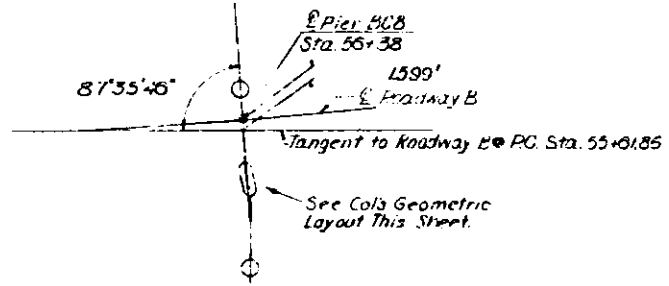 ℄ Pier BC8
Sta. 56+38
87°35'46"
1.599'
℄ Roadway B
Tangent to Roadway B @ P.C. Sta. 55+61.85
See Col's Geometric
Layout This Sheet.